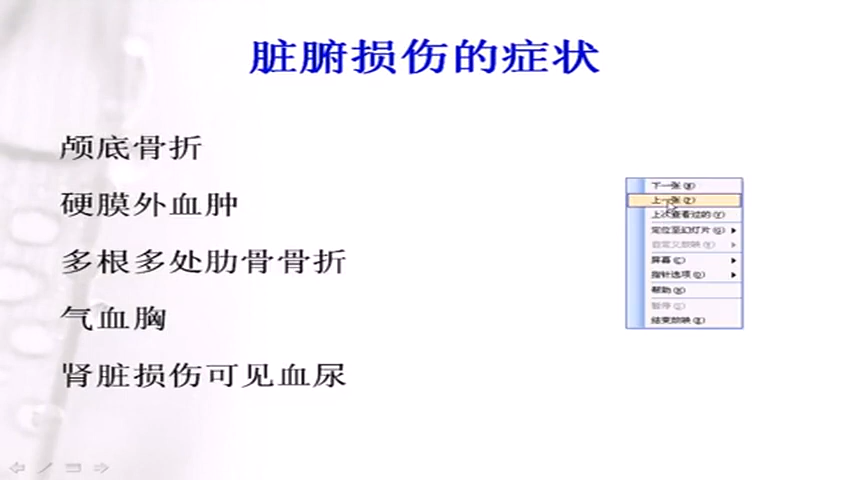 脏腑损伤的症状
颅底骨折
硬膜外血肿
多根多处肋骨骨折
气血胸
肾脏损伤可见血尿
下一张(N)
上一张(P)
上次查看过的(V)
定位至幻灯片(G)
自定义放映(W)
屏幕(C)
指针选项(O)
帮助(H)
暂停(S)
结束放映(E)